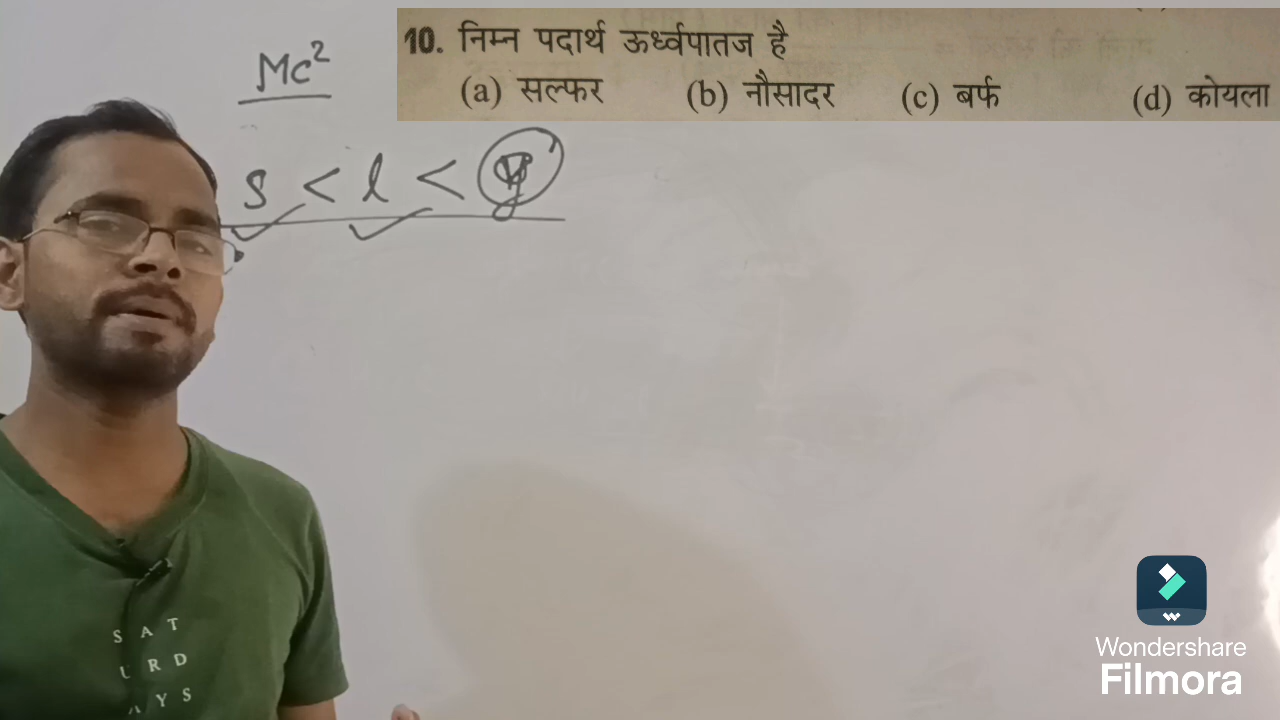 10. निम्न पदार्थ ऊर्ध्वपातज है
(a) सल्फर (b) नौसादर (c) बर्फ (d) कोयला
Mc²
s < l < g
S A T
U R D
A Y S
Wondershare
Filmora